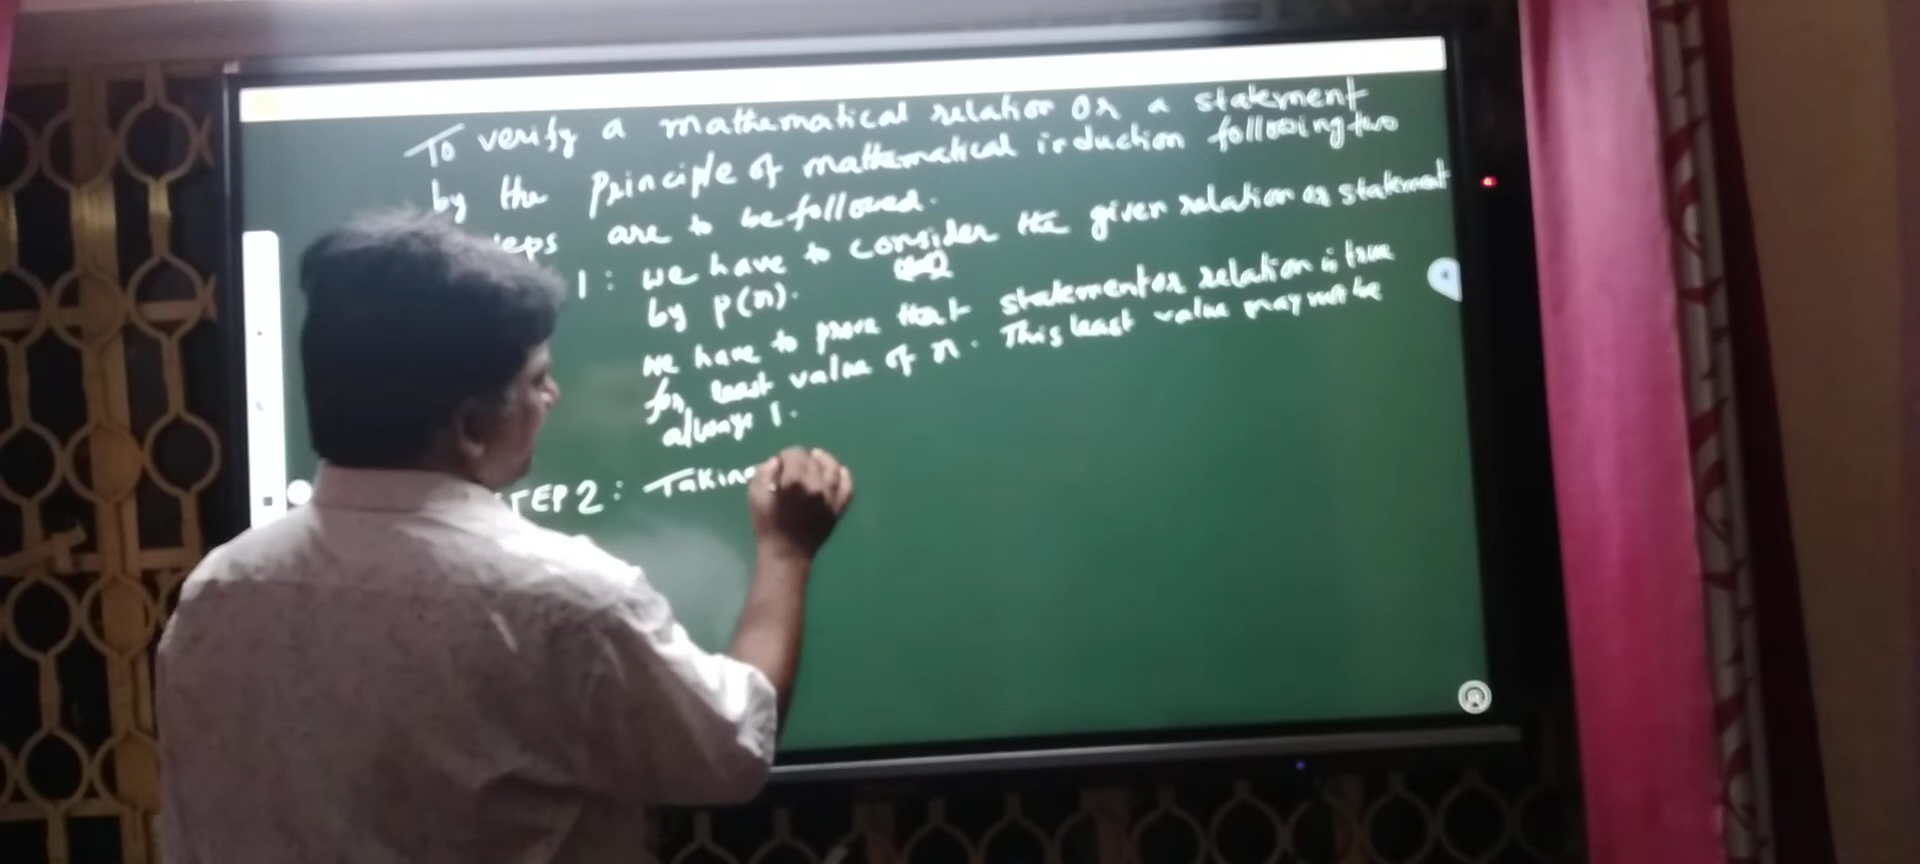 To verify a mathematical relation or a statement
by the Principle of mathematical induction following two
eps are to be followed.
1: we have to consider the given relation or statement
by P(n).
we have to prove that statement or relation is true
for least value of n. This least value may not be
always 1.
TEP 2: Taking